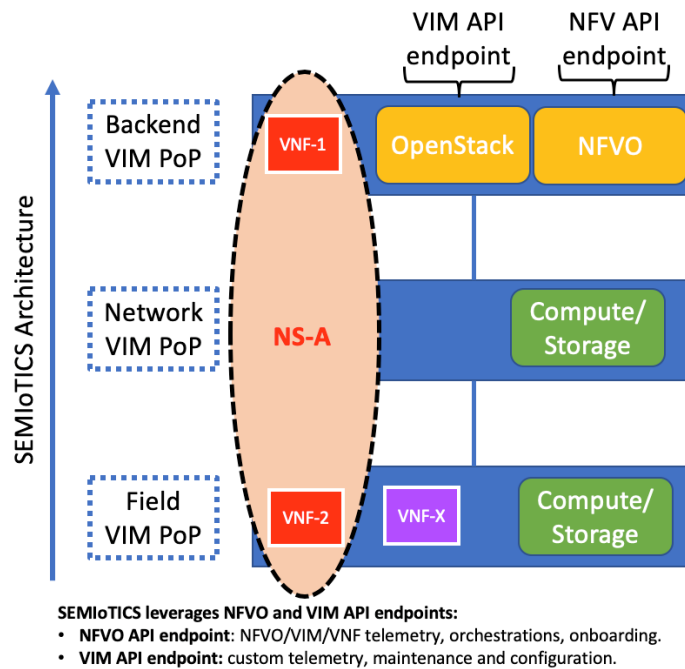 VIM API
endpoint
NFV API
endpoint
SEMIoTICS Architecture
Backend
VIM PoP
VNF-1
OpenStack
NFVO
Network
VIM PoP
NS-A
Compute/
Storage
Field
VIM PoP
VNF-2
VNF-X
Compute/
Storage
SEMIoTICS leverages NFVO and VIM API endpoints:
• NFVO API endpoint: NFVO/VIM/VNF telemetry, orchestrations, onboarding.
• VIM API endpoint: custom telemetry, maintenance and configuration.